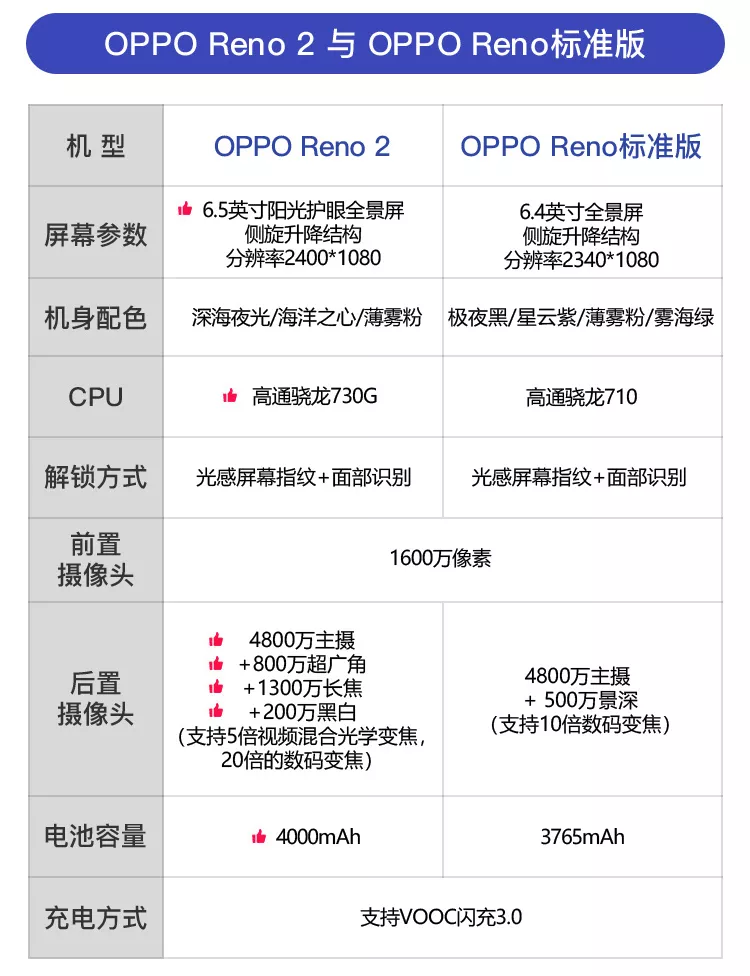 OPPO Reno 2 与 OPPO Reno标准版
机 型
OPPO Reno 2
OPPO Reno标准版
屏幕参数
6.5英寸阳光护眼全景屏
侧旋升降结构
分辨率2400*1080
6.4英寸全景屏
侧旋升降结构
分辨率2340*1080
机身配色
深海夜光/海洋之心/薄雾粉
极夜黑/星云紫/薄雾粉/雾海绿
CPU
高通骁龙730G
高通骁龙710
解锁方式
光感屏幕指纹+面部识别
光感屏幕指纹+面部识别
前置
摄像头
1600万像素
后置
摄像头
4800万主摄
+800万超广角
+1300万长焦
+200万黑白
（支持5倍视频混合光学变焦，
20倍的数码变焦）
4800万主摄
+ 500万景深
（支持10倍数码变焦）
电池容量
4000mAh
3765mAh
充电方式
支持VOOC闪充3.0